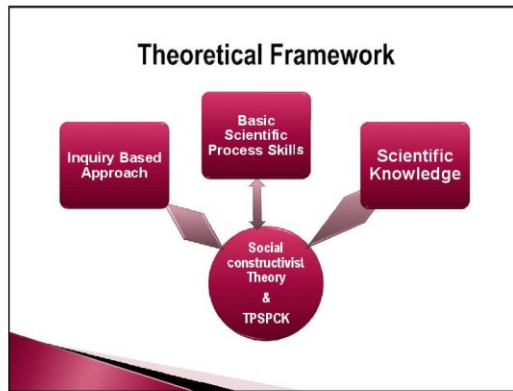 Theoretical Framework
Inquiry Based
Approach
Basic
Scientific
Process Skills
Scientific
Knowledge
Social
constructivist
Theory
&
TPSPCK